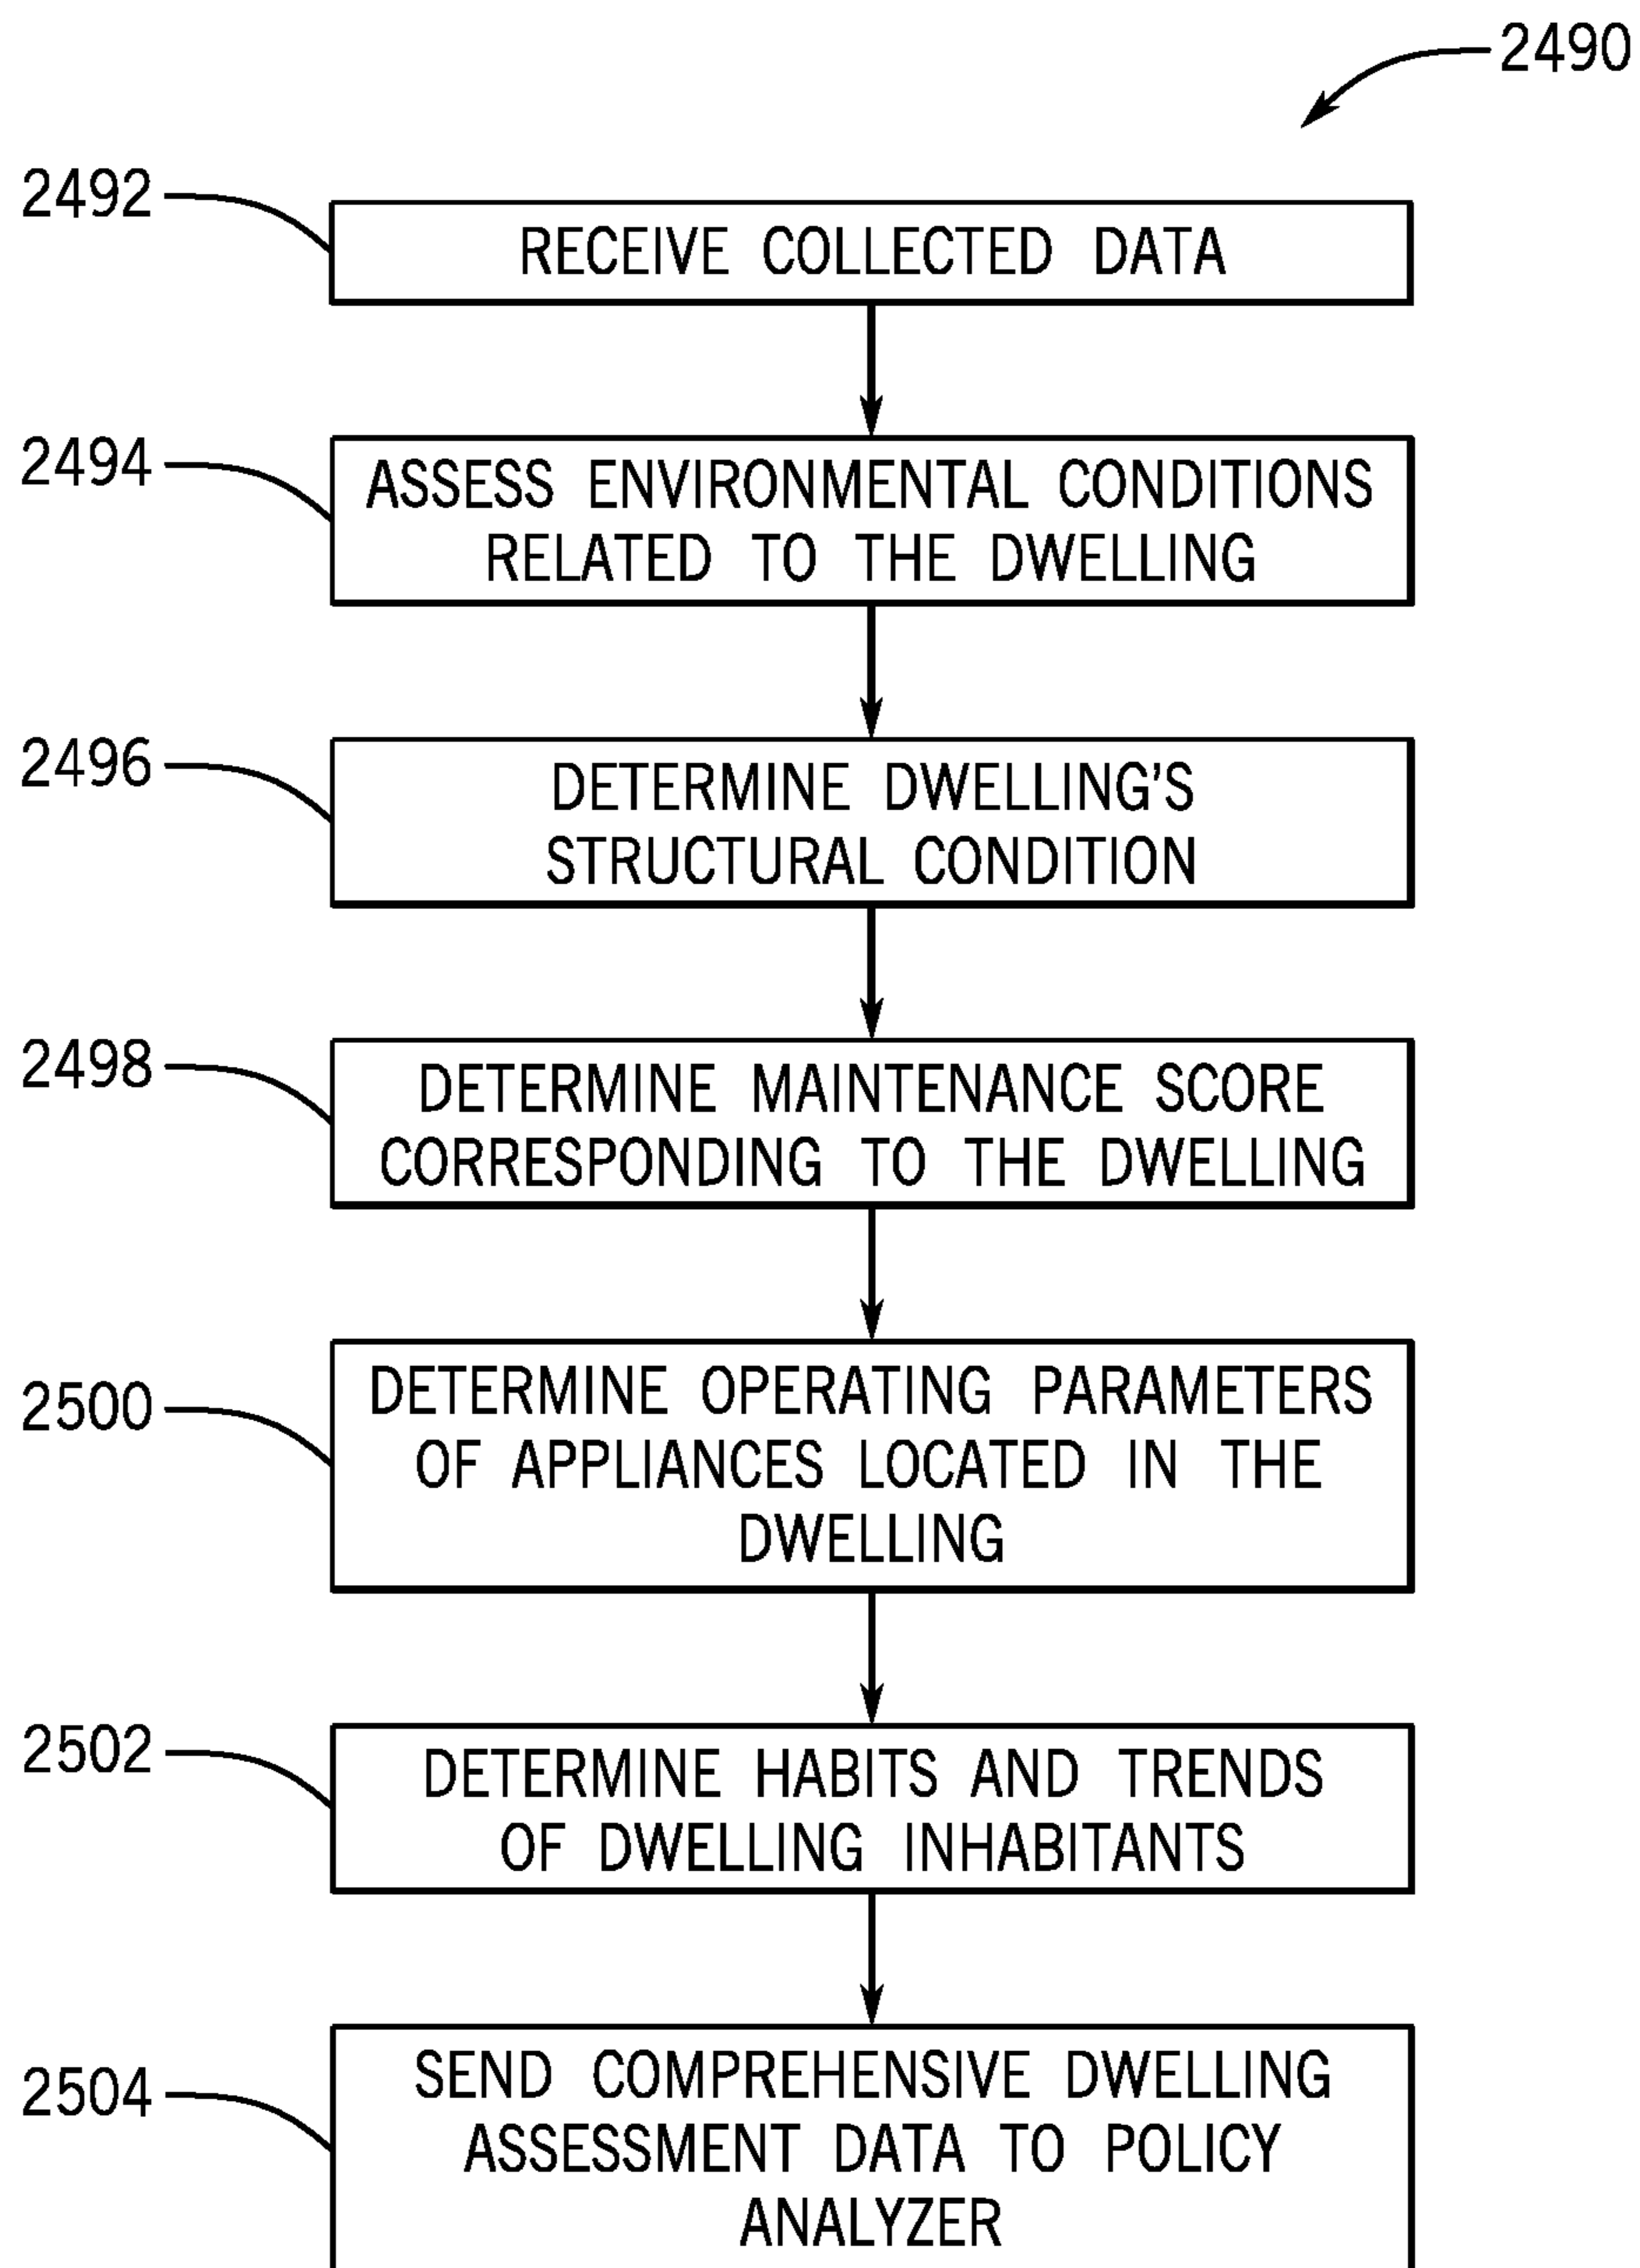 2490
2492
RECEIVE COLLECTED DATA
2494
ASSESS ENVIRONMENTAL CONDITIONS
RELATED TO THE DWELLING
2496
DETERMINE DWELLING'S
STRUCTURAL CONDITION
2498
DETERMINE MAINTENANCE SCORE
CORRESPONDING TO THE DWELLING
2500
DETERMINE OPERATING PARAMETERS
OF APPLIANCES LOCATED IN THE
DWELLING
2502
DETERMINE HABITS AND TRENDS
OF DWELLING INHABITANTS
2504
SEND COMPREHENSIVE DWELLING
ASSESSMENT DATA TO POLICY
ANALYZER